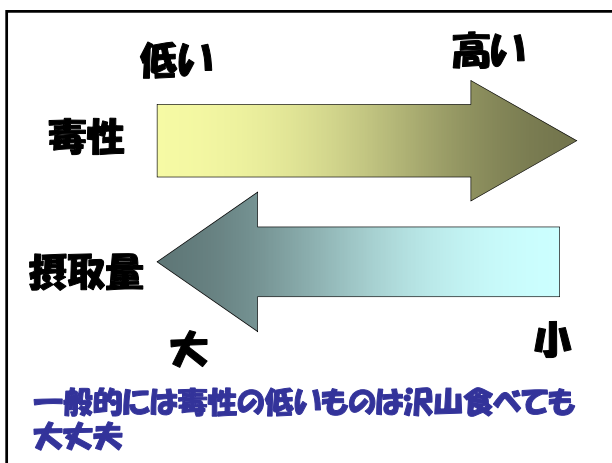 低い
高い
毒性
摂取量
大
小
一般的には毒性の低いものは沢山食べても
大丈夫